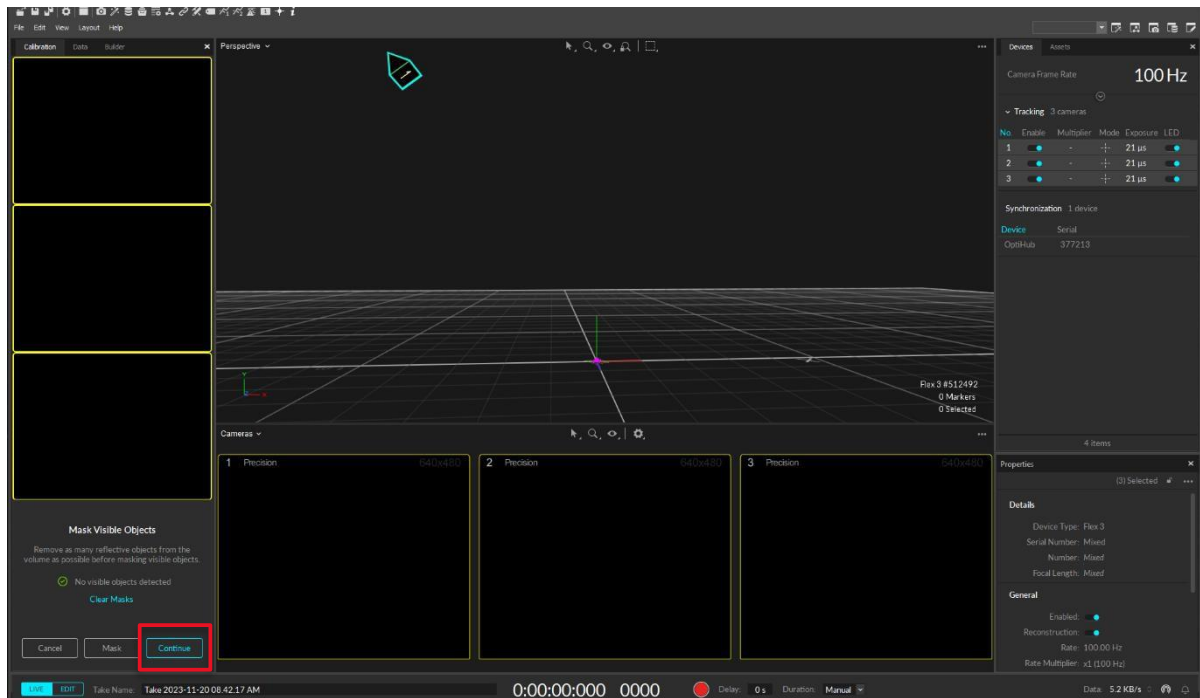 File Edit View Layout Help
Calibration Data Builder
Mask Visible Objects
Remove as many reflective objects from the
volume as possible before masking visible objects.
No visible objects detected
Clear Masks
Cancel Mask Continue
Perspective
Flex 3 #512492
0 Markers
0 Selected
Y
X
Cameras
1 Precision 640x480
2 Precision 640x480
3 Precision 640x480
Devices Assets
Camera Frame Rate 100 Hz
Tracking 3 cameras
No. Enable Multiplier Mode Exposure LED
1 - 21 µs
2 - 21 µs
3 - 21 µs
Synchronization 1 device
Device Serial
OptiHub 377213
4 items
Properties
(3) Selected
Details
Device Type: Flex 3
Serial Number: Mixed
Number: Mixed
Focal Length: Mixed
General
Enabled:
Reconstruction:
Rate: 100.00 Hz
Rate Multiplier: x1 (100 Hz)
LIVE EDIT Take Name: Take 2023-11-20 08.42.17 AM 0:00:00:000 0000 Delay: 0 s Duration: Manual Data: 5.2 KB/s